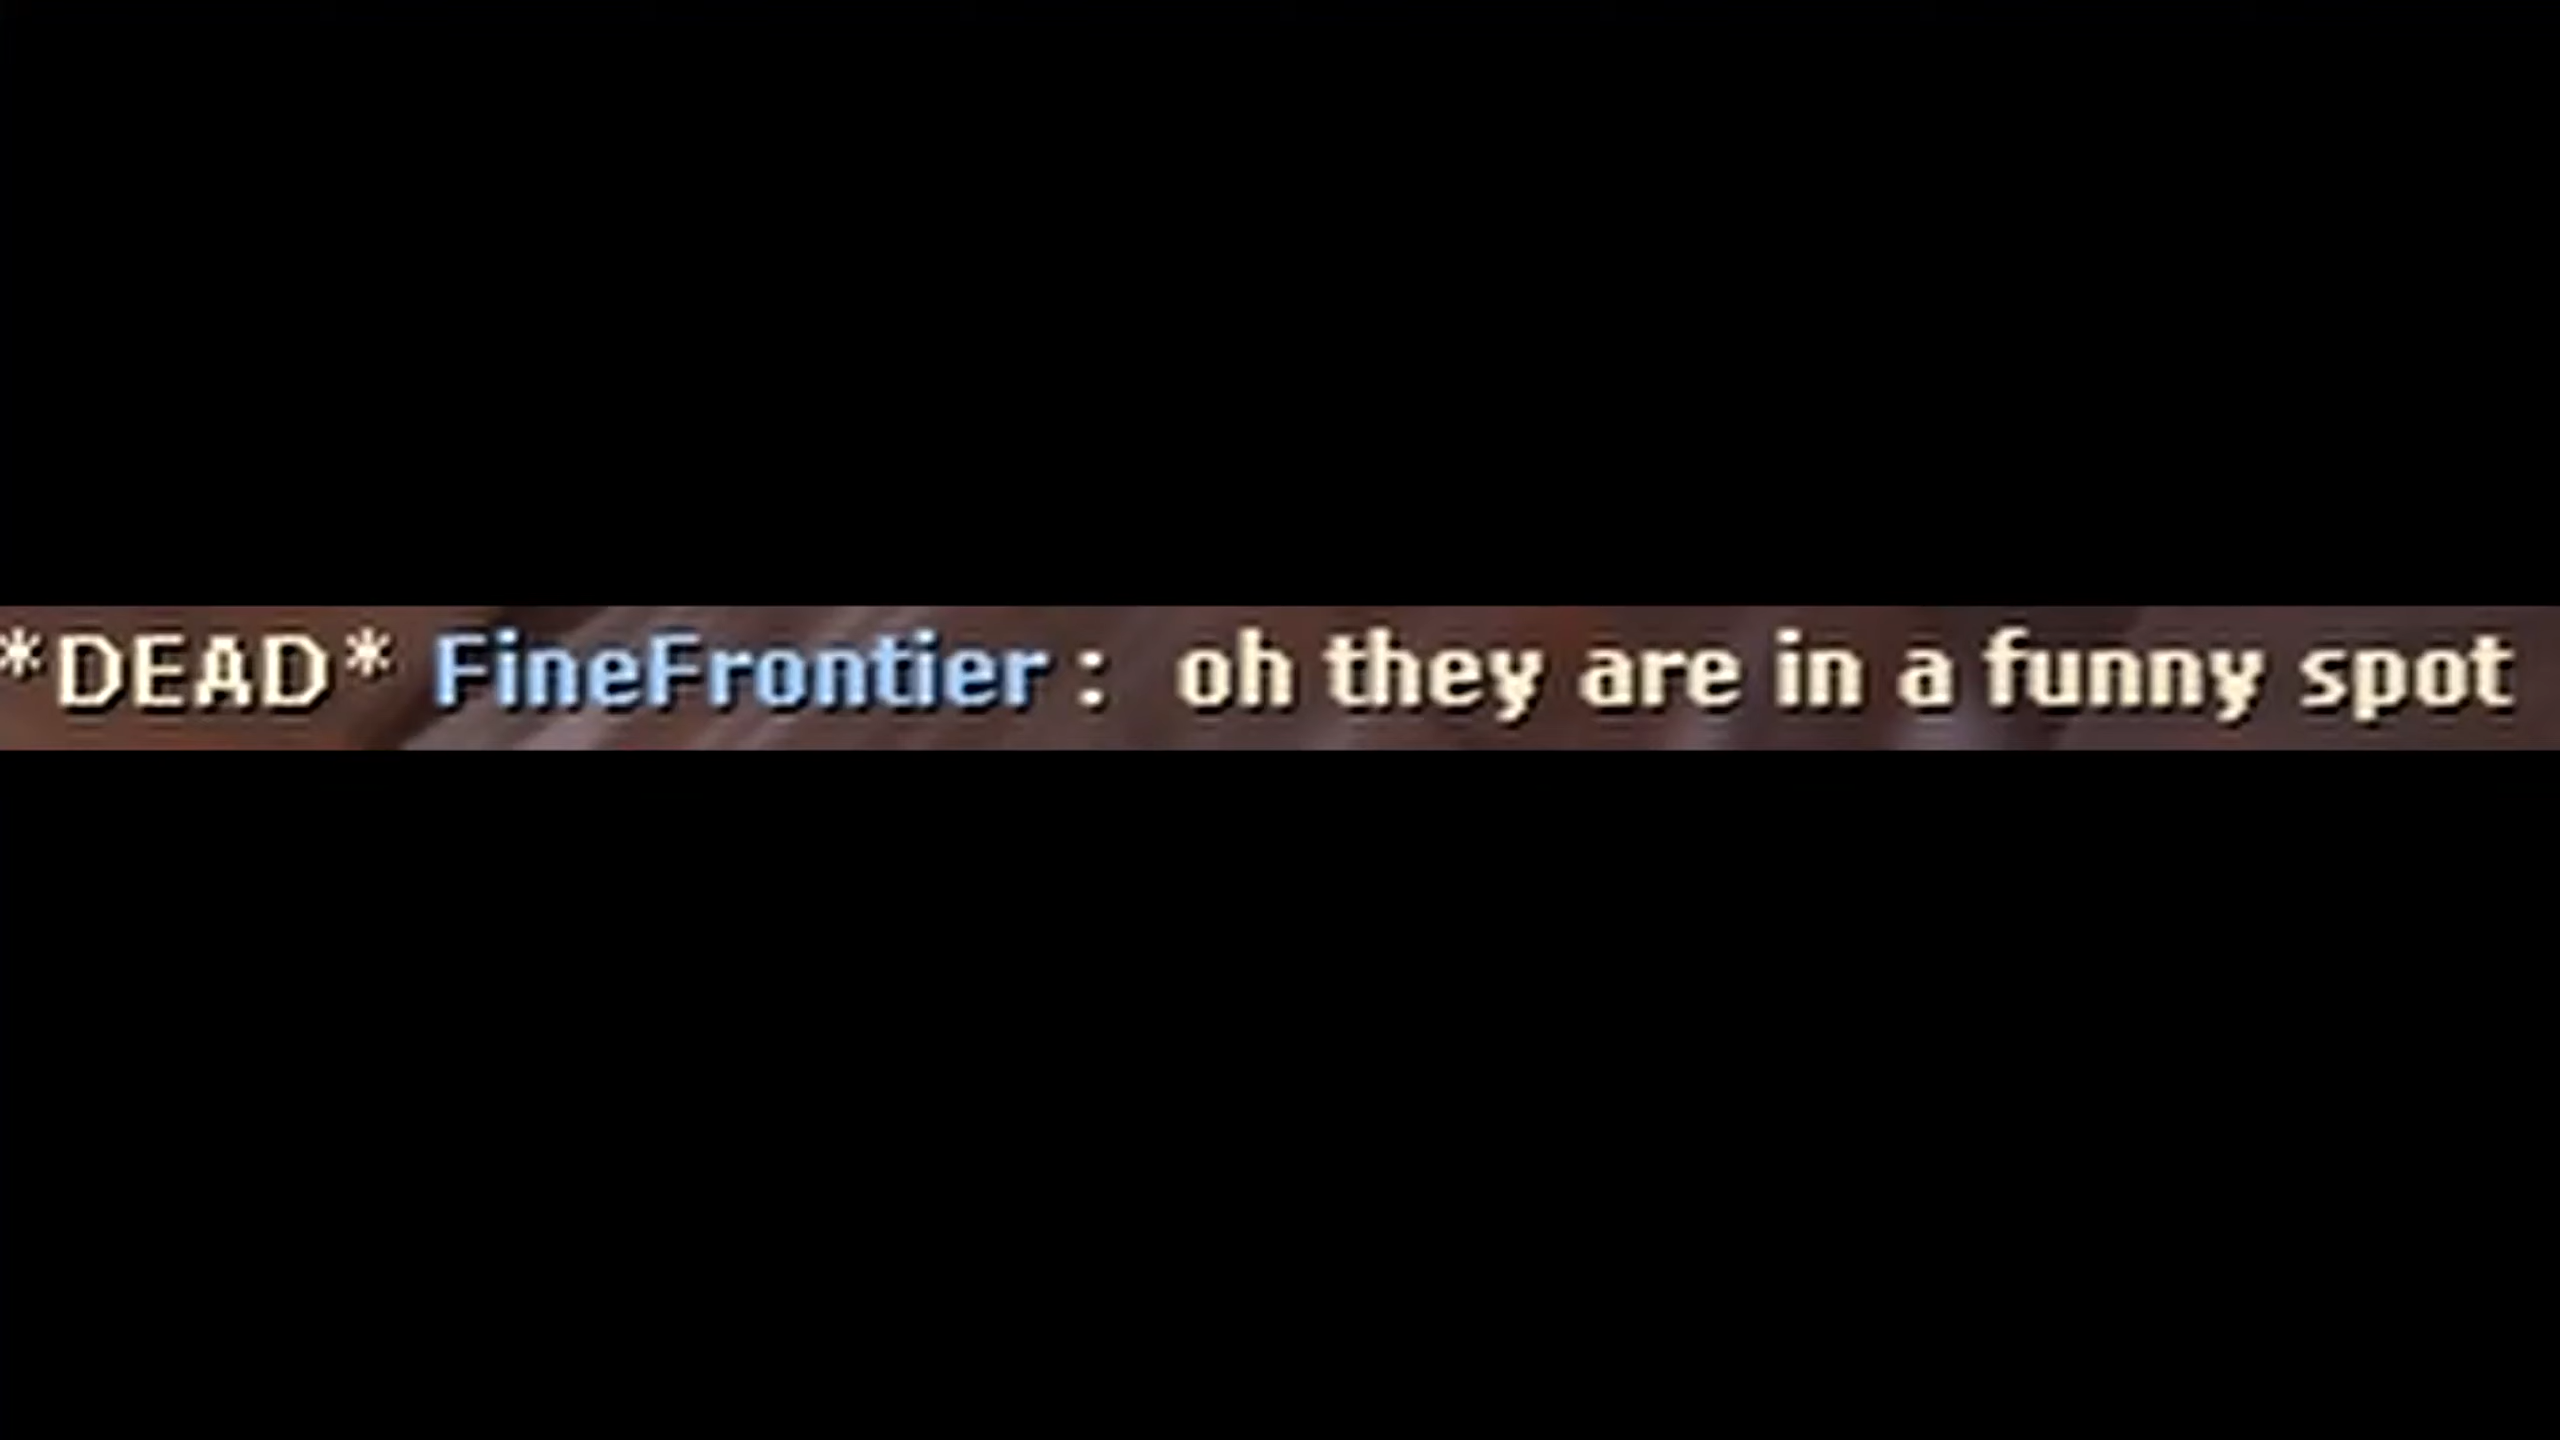 *DEAD* FineFrontier :  oh they are in a funny spot